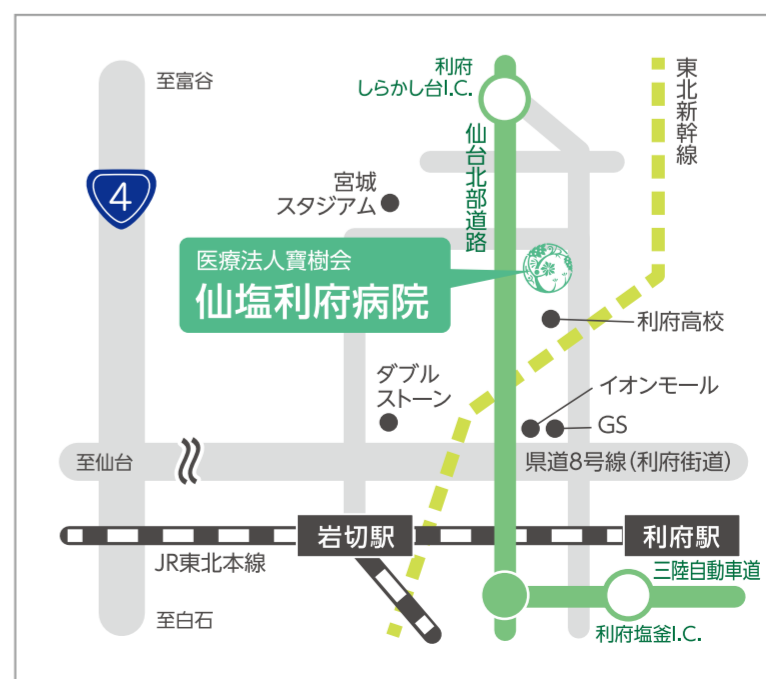 至富谷
利府
しらかし台I.C.
東北新幹線
4
仙台北部道路
宮城
スタジアム
医療法人寶樹会
仙塩利府病院
利府高校
ダブル
ストーン
イオンモール
GS
至仙台
県道8号線(利府街道)
岩切駅
利府駅
JR東北本線
三陸自動車道
至白石
利府塩釜I.C.